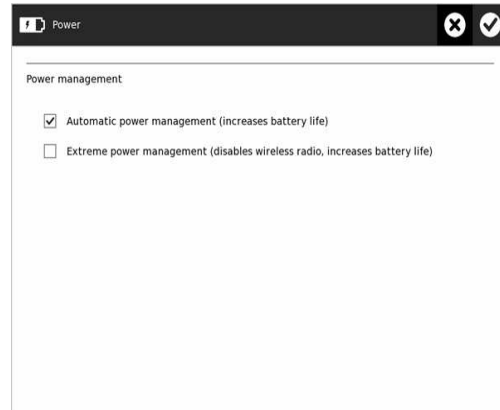 Power
Power management
Automatic power management (increases battery life)
Extreme power management (disables wireless radio, increases battery life)